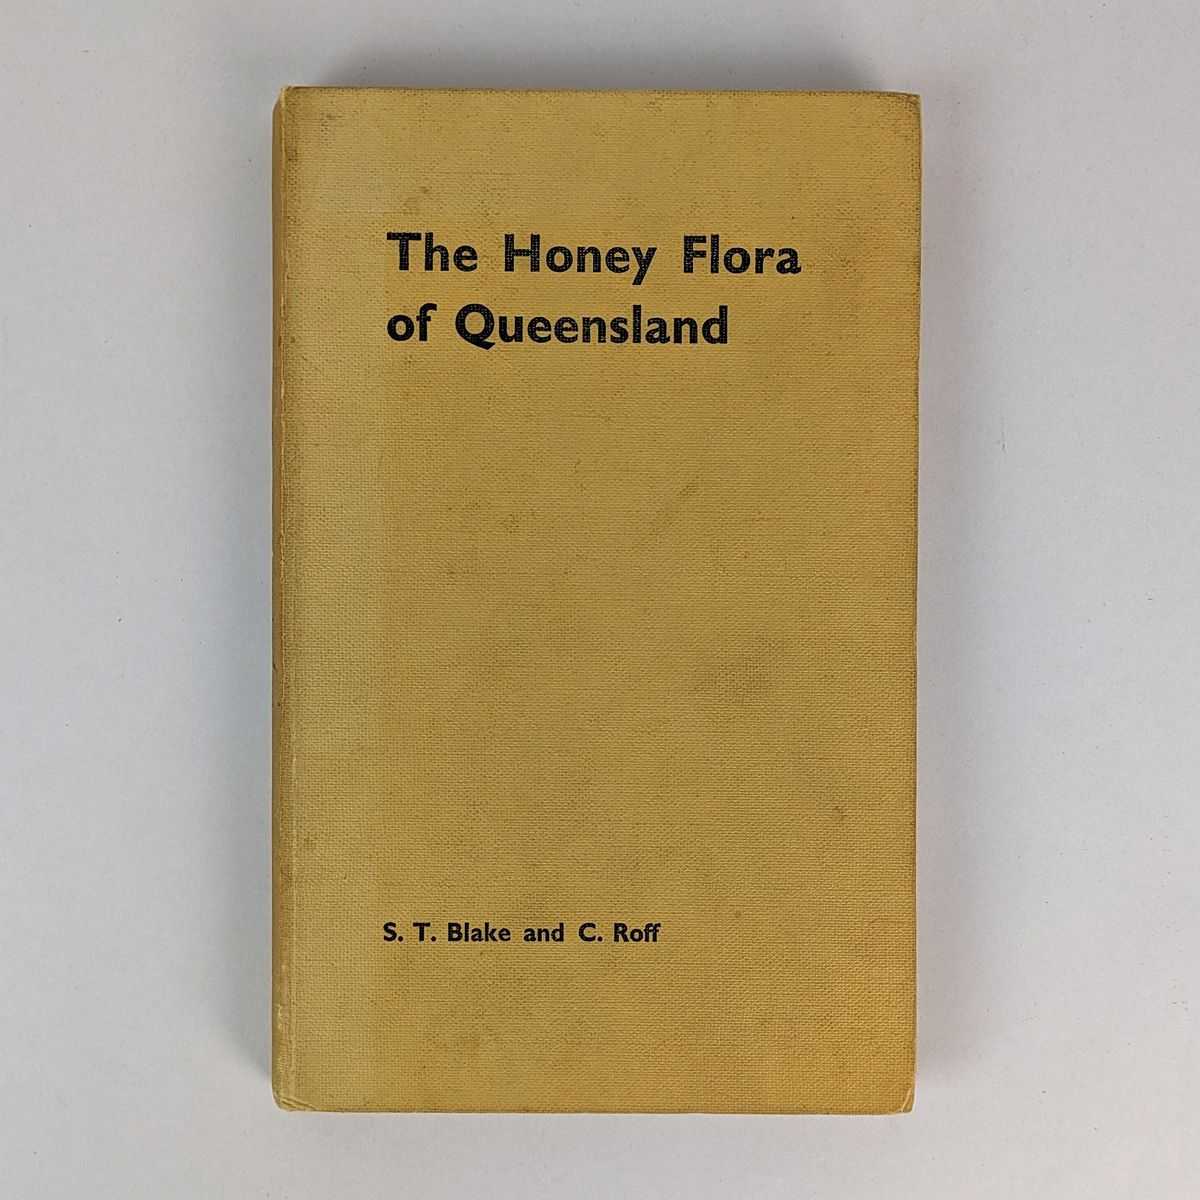 The Honey Flora
of Queensland
S. T. Blake and C. Roff